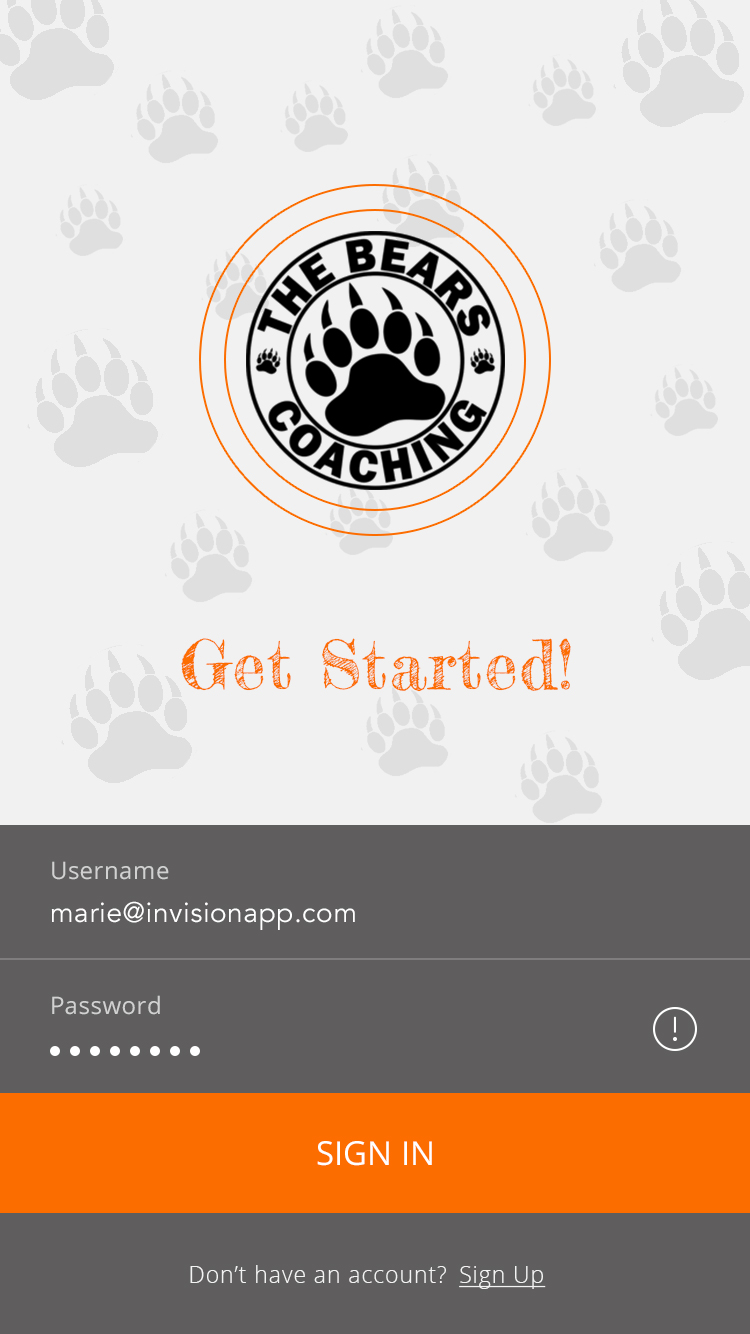 THE BEARS
COACHING
Get Started!
Username
marie@invisionapp.com
Password
SIGN IN
Don’t have an account? Sign Up